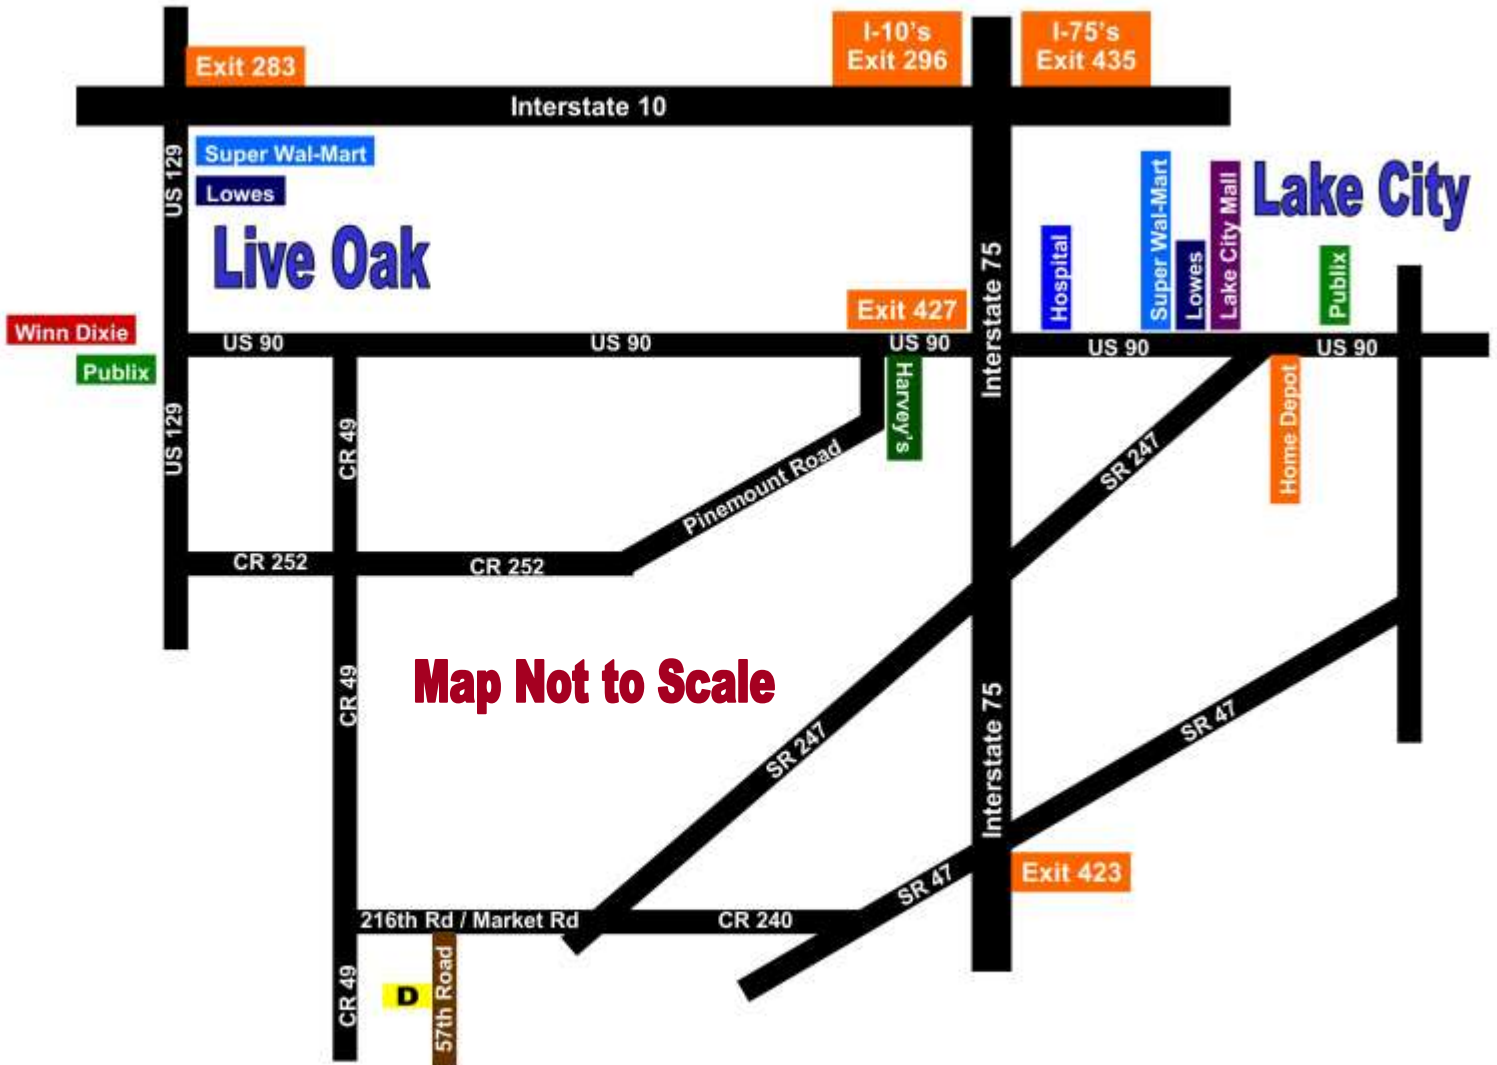 I-10's
Exit 296
I-75's
Exit 435
Exit 283
Interstate 10
US 129
Super Wal-Mart
Lowes
Live Oak
Interstate 75
Hospital
Super Wal-Mart
Lowes
Lake City Mall
Lake City
Publix
Exit 427
Winn Dixie
US 90
US 90
US 90
US 90
US 90
Publix
US 129
CR 49
Harvey's
Pinemount Road
SR 247
Home Depot
CR 252
CR 252
CR 49
Map Not to Scale
SR 247
Interstate 75
SR 47
Exit 423
SR 47
216th Rd / Market Rd
CR 240
CR 49
D
57th Road